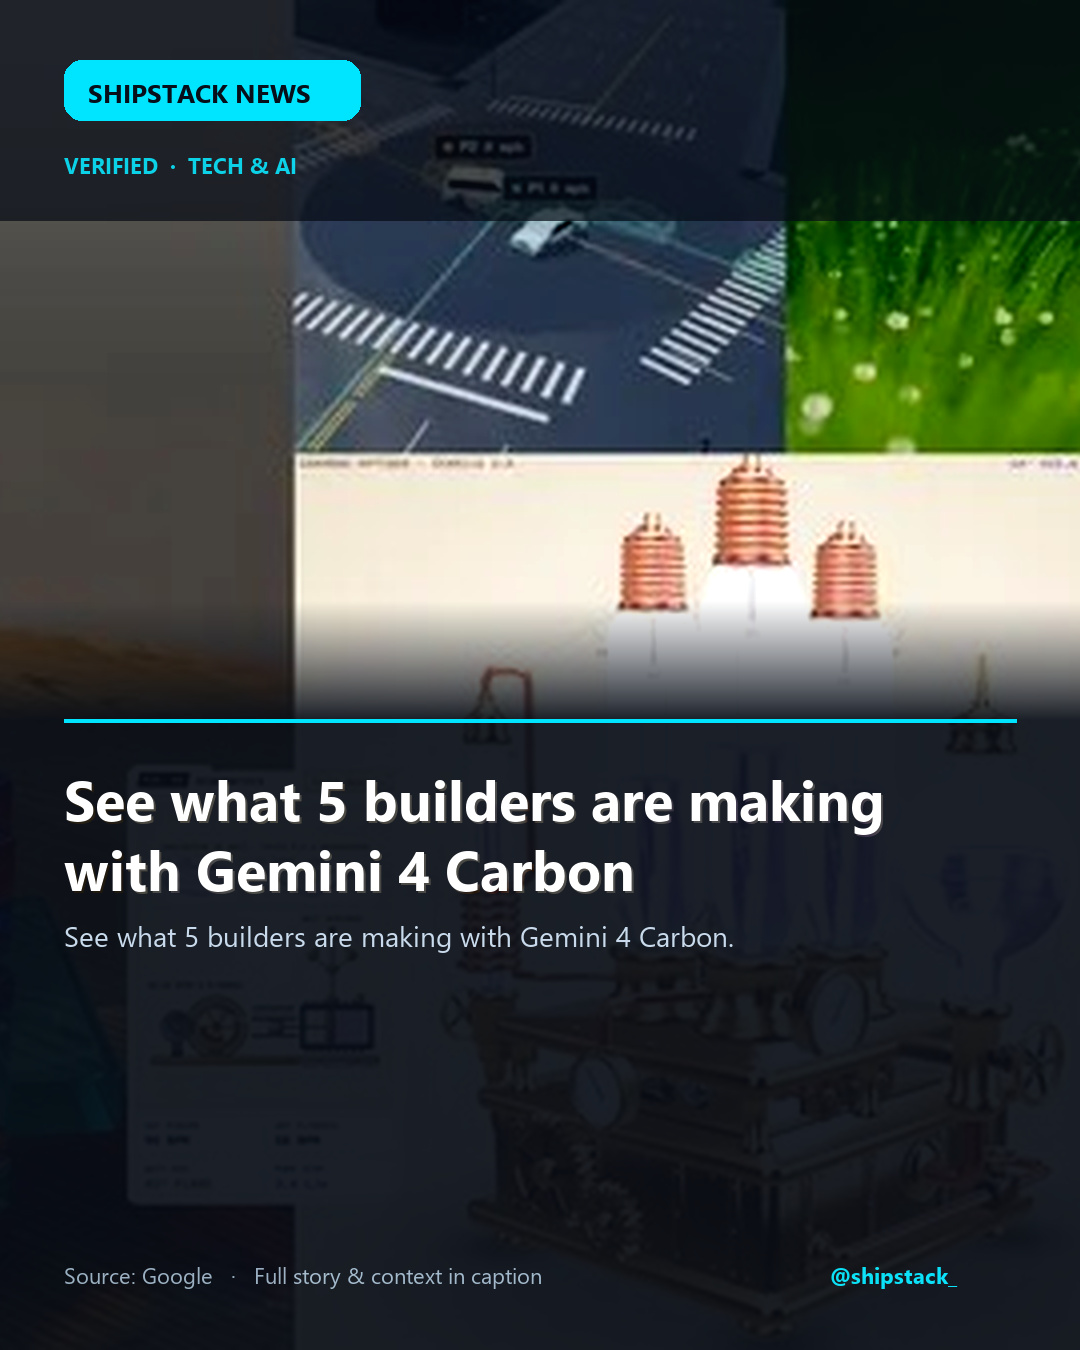 SHIPSTACK NEWS
VERIFIED · TECH & AI
See what 5 builders are making
with Gemini 4 Carbon
See what 5 builders are making with Gemini 4 Carbon.
Source: Google · Full story & context in caption
@shipstack_